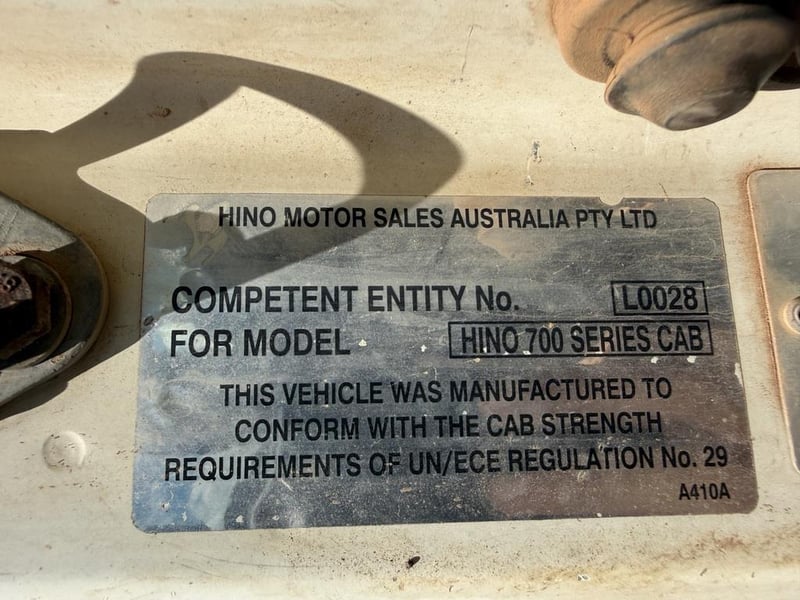 HINO MOTOR SALES AUSTRALIA PTY LTD
COMPETENT ENTITY No. L0028
FOR MODEL HINO 700 SERIES CAB
THIS VEHICLE WAS MANUFACTURED TO
CONFORM WITH THE CAB STRENGTH
REQUIREMENTS OF UN/ECE REGULATION No. 29
A410A